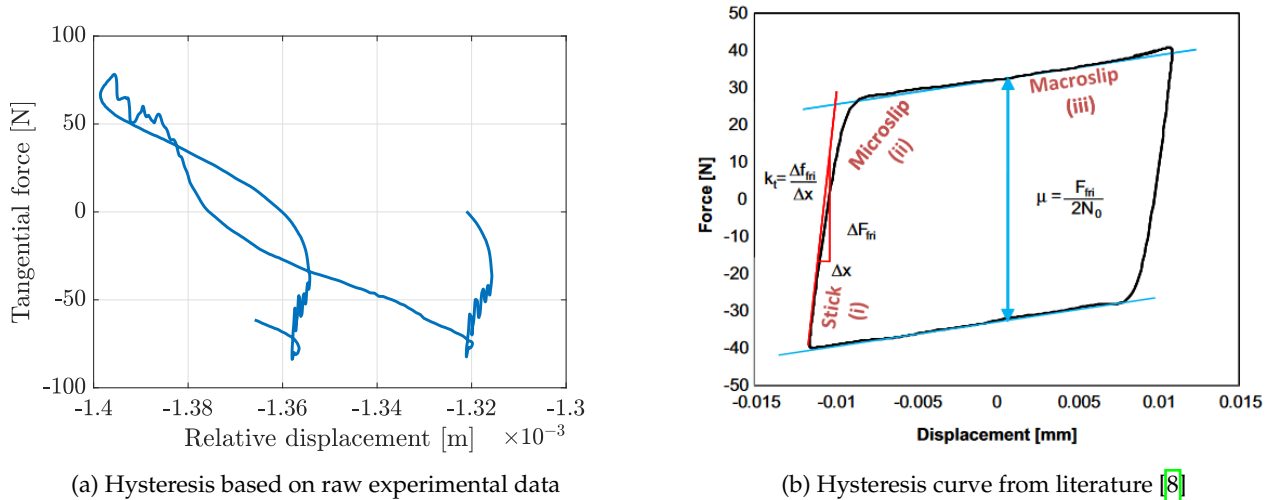 100
50
0
-50
-100
Tangential force [N]
-1.4
-1.38
-1.36
-1.34
-1.32
-1.3
Relative displacement [m]
×10⁻³
(a) Hysteresis based on raw experimental data
50
40
30
20
10
0
-10
-20
-30
-40
-50
Force [N]
-0.015
-0.01
-0.005
0
0.005
0.01
0.015
Displacement [mm]
Macroslip
(iii)
Microslip
(ii)
kₜ=Δf_fri/Δx
μ = F_fri/2N₀
ΔF_fri
Δx
Stick
(i)
(b) Hysteresis curve from literature [8]